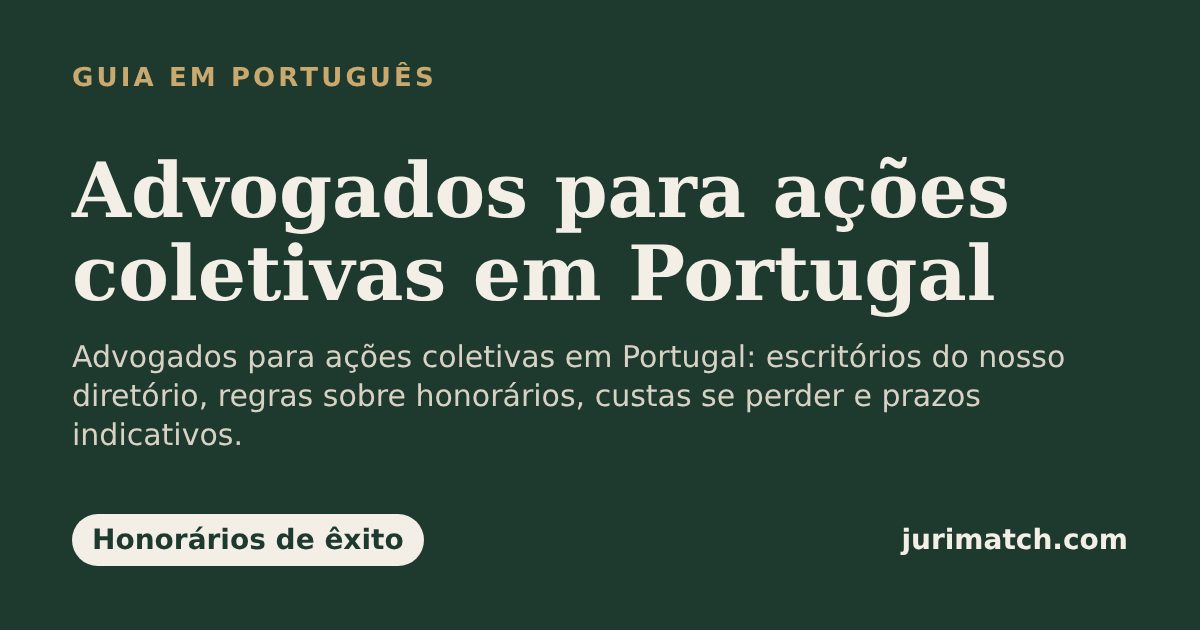 GUIA EM PORTUGUÊS
Advogados para ações
coletivas em Portugal
Advogados para ações coletivas em Portugal: escritórios do nosso
diretório, regras sobre honorários, custas se perder e prazos
indicativos.
Honorários de êxito
jurimatch.com